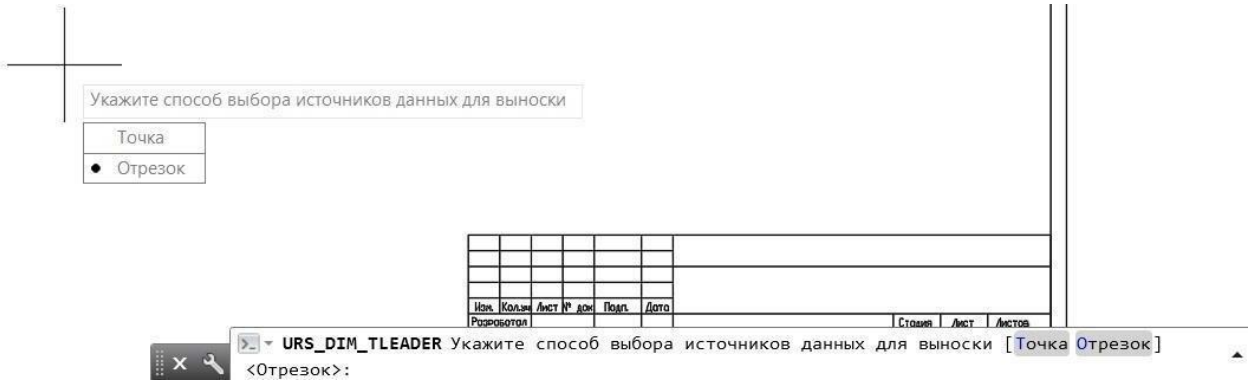 Укажите способ выбора источников данных для выноски
Точка
Отрезок
Изм. Кол.уч Лист № док Подп. Дата
Разработал
Стадия Лист Листов
URS_DIM_TLEADER Укажите способ выбора источников данных для выноски [Точка Отрезок]
<Отрезок>: